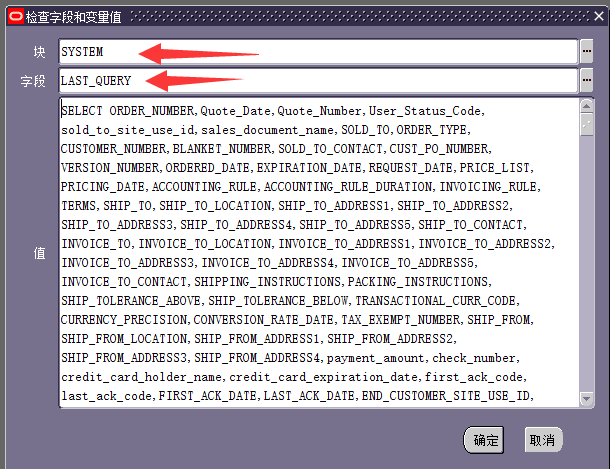 检查字段和变量值
块 SYSTEM
字段 LAST_QUERY
值
SELECT ORDER_NUMBER,Quote_Date,Quote_Number,User_Status_Code,
sold_to_site_use_id,sales_document_name,SOLD_TO,ORDER_TYPE,
CUSTOMER_NUMBER,BLANKET_NUMBER,SOLD_TO_CONTACT,CUST_PO_NUMBER,
VERSION_NUMBER,ORDERED_DATE,EXPIRATION_DATE,REQUEST_DATE,PRICE_LIST,
PRICING_DATE,ACCOUNTING_RULE,ACCOUNTING_RULE_DURATION,INVOICING_RULE,
TERMS,SHIP_TO,SHIP_TO_LOCATION,SHIP_TO_ADDRESS1,SHIP_TO_ADDRESS2,
SHIP_TO_ADDRESS3,SHIP_TO_ADDRESS4,SHIP_TO_ADDRESS5,SHIP_TO_CONTACT,
INVOICE_TO,INVOICE_TO_LOCATION,INVOICE_TO_ADDRESS1,INVOICE_TO_ADDRESS2,
INVOICE_TO_ADDRESS3,INVOICE_TO_ADDRESS4,INVOICE_TO_ADDRESS5,
INVOICE_TO_CONTACT,SHIPPING_INSTRUCTIONS,PACKING_INSTRUCTIONS,
SHIP_TOLERANCE_ABOVE,SHIP_TOLERANCE_BELOW,TRANSACTIONAL_CURR_CODE,
CURRENCY_PRECISION,CONVERSION_RATE_DATE,TAX_EXEMPT_NUMBER,SHIP_FROM,
SHIP_FROM_LOCATION,SHIP_FROM_ADDRESS1,SHIP_FROM_ADDRESS2,
SHIP_FROM_ADDRESS3,SHIP_FROM_ADDRESS4,payment_amount,check_number,
credit_card_holder_name,credit_card_expiration_date,first_ack_code,
last_ack_code,FIRST_ACK_DATE,LAST_ACK_DATE,END_CUSTOMER_SITE_USE_ID,
确定 取消